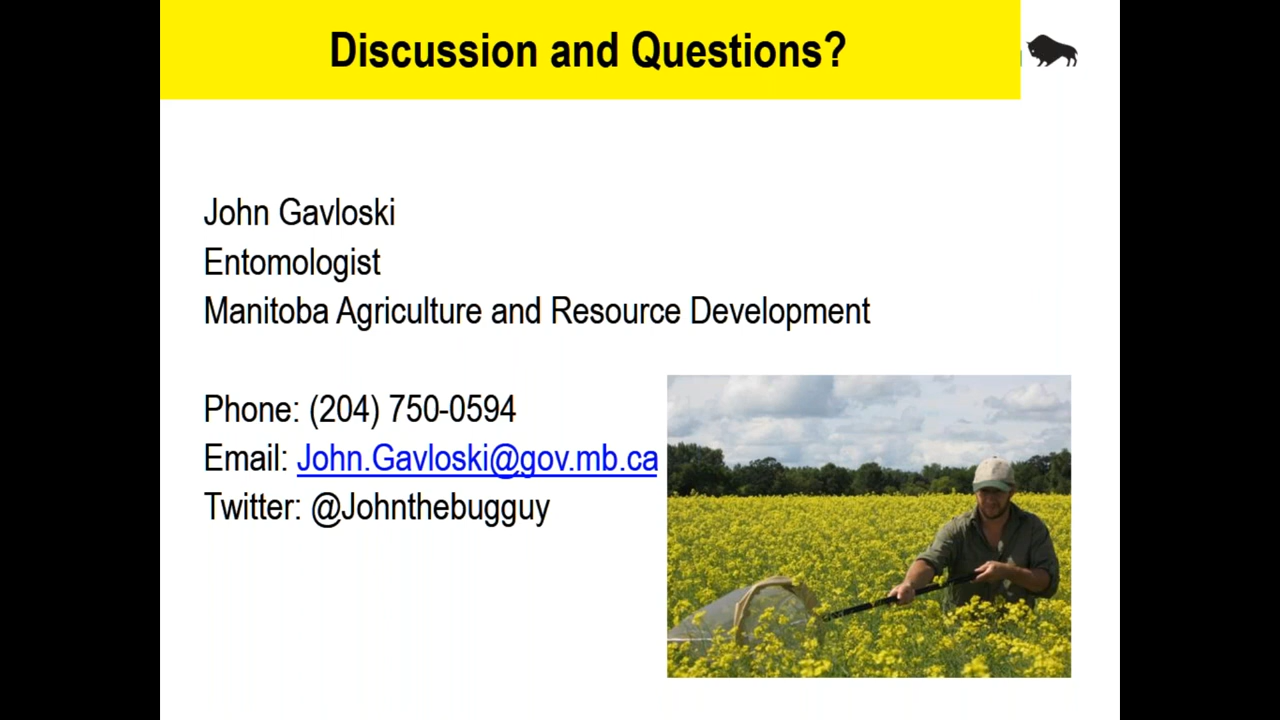 Discussion and Questions?
John Gavloski
Entomologist
Manitoba Agriculture and Resource Development
Phone: (204) 750-0594
Email: John.Gavloski@gov.mb.ca
Twitter: @Johnthebugguy